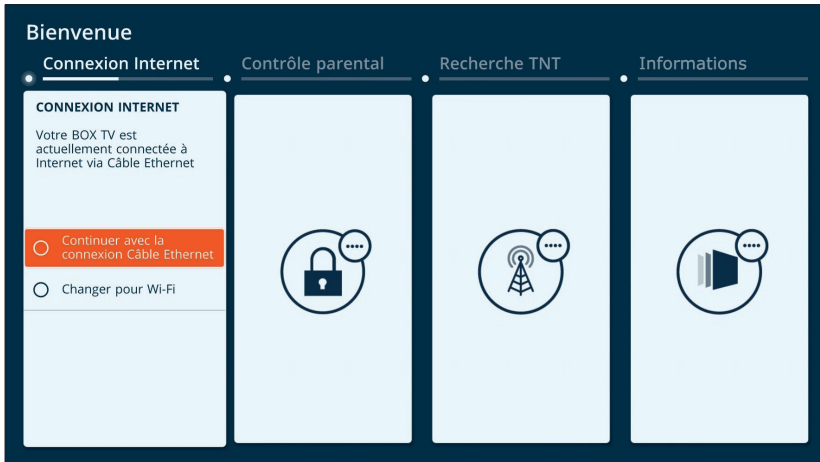 Bienvenue
Connexion Internet
Contrôle parental
Recherche TNT
Informations
CONNEXION INTERNET
Votre BOX TV est
actuellement connectée à
Internet via Câble Ethernet
Continuer avec la
connexion Câble Ethernet
Changer pour Wi-Fi